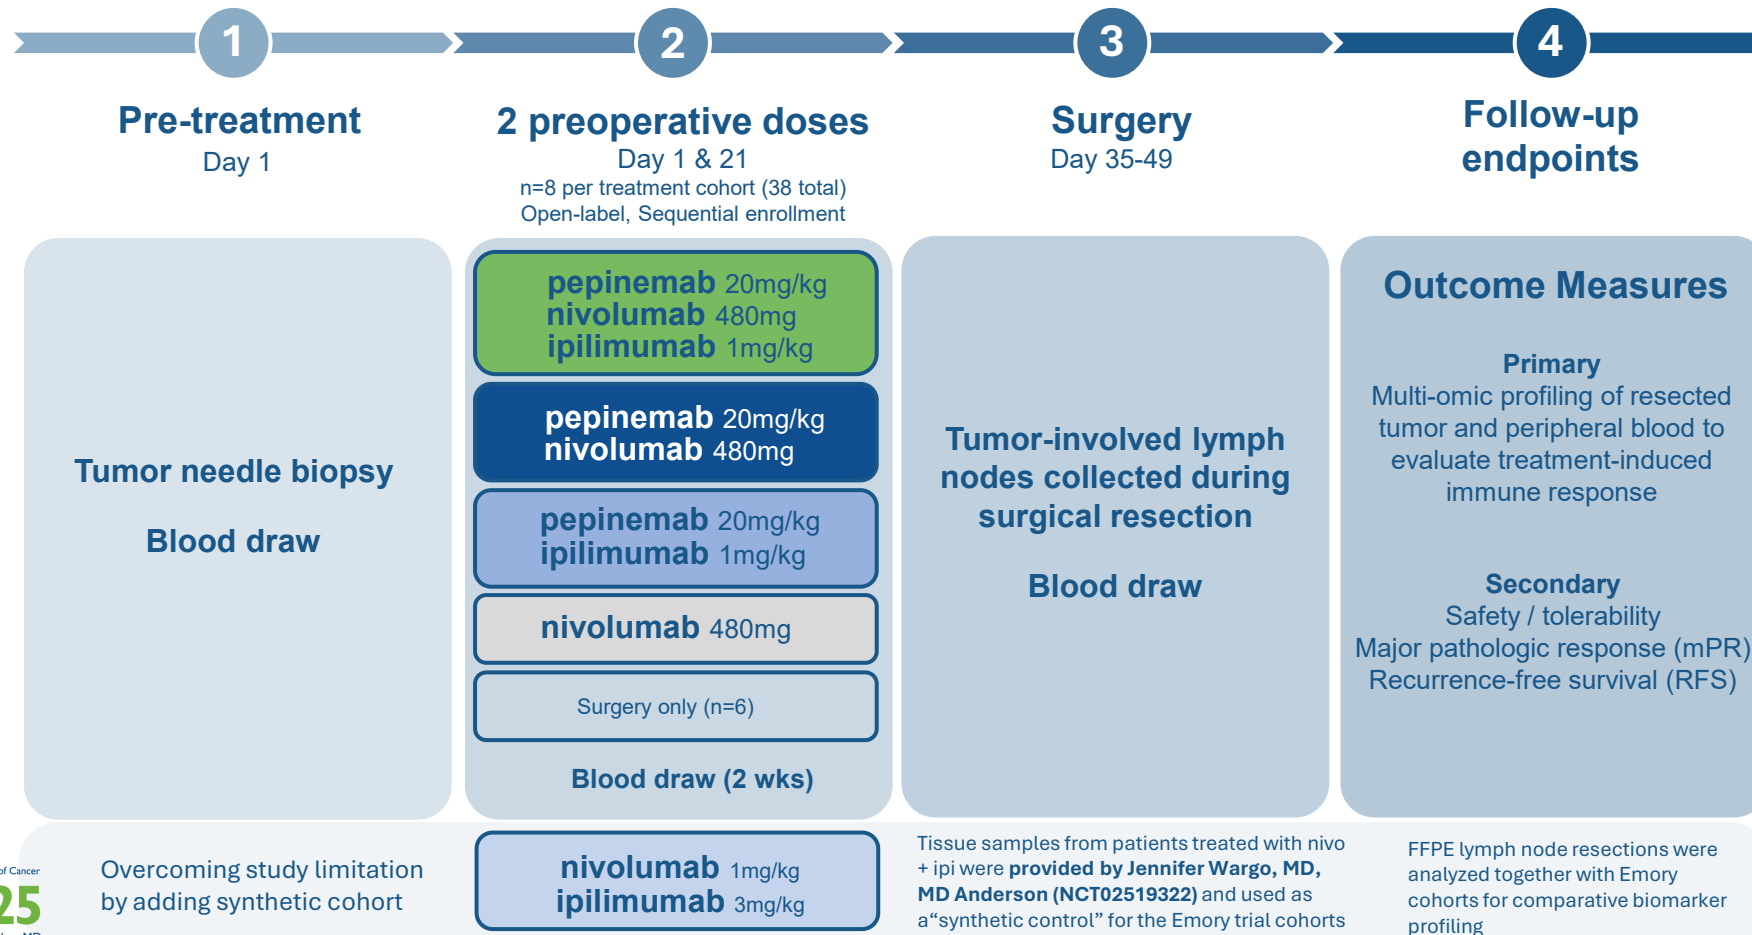 1
2
3
4
Pre-treatment
Day 1
2 preoperative doses
Day 1 & 21
n=8 per treatment cohort (38 total)
Open-label, Sequential enrollment
Surgery
Day 35-49
Follow-up
endpoints
Tumor needle biopsy
Blood draw
pepinemab 20mg/kg
nivolumab 480mg
ipilimumab 1mg/kg
pepinemab 20mg/kg
nivolumab 480mg
pepinemab 20mg/kg
ipilimumab 1mg/kg
nivolumab 480mg
Surgery only (n=6)
Blood draw (2 wks)
Tumor-involved lymph
nodes collected during
surgical resection
Blood draw
Outcome Measures
Primary
Multi-omic profiling of resected
tumor and peripheral blood to
evaluate treatment-induced
immune response
Secondary
Safety / tolerability
Major pathologic response (mPR)
Recurrence-free survival (RFS)
of Cancer
25
Overcoming study limitation
by adding synthetic cohort
nivolumab 1mg/kg
ipilimumab 3mg/kg
Tissue samples from patients treated with nivo
+ ipi were provided by Jennifer Wargo, MD,
MD Anderson (NCT02519322) and used as
a“synthetic control” for the Emory trial cohorts
FFPE lymph node resections were
analyzed together with Emory
cohorts for comparative biomarker
profiling